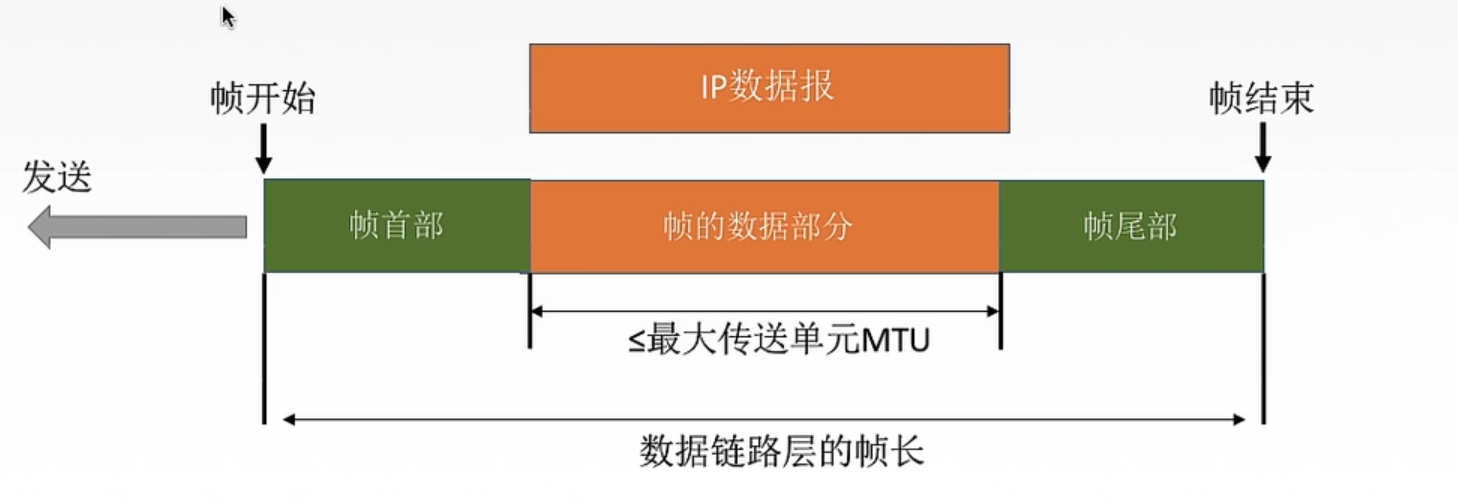 IP数据报
帧开始
帧结束
发送
帧首部
帧的数据部分
帧尾部
≤最大传送单元MTU
数据链路层的帧长